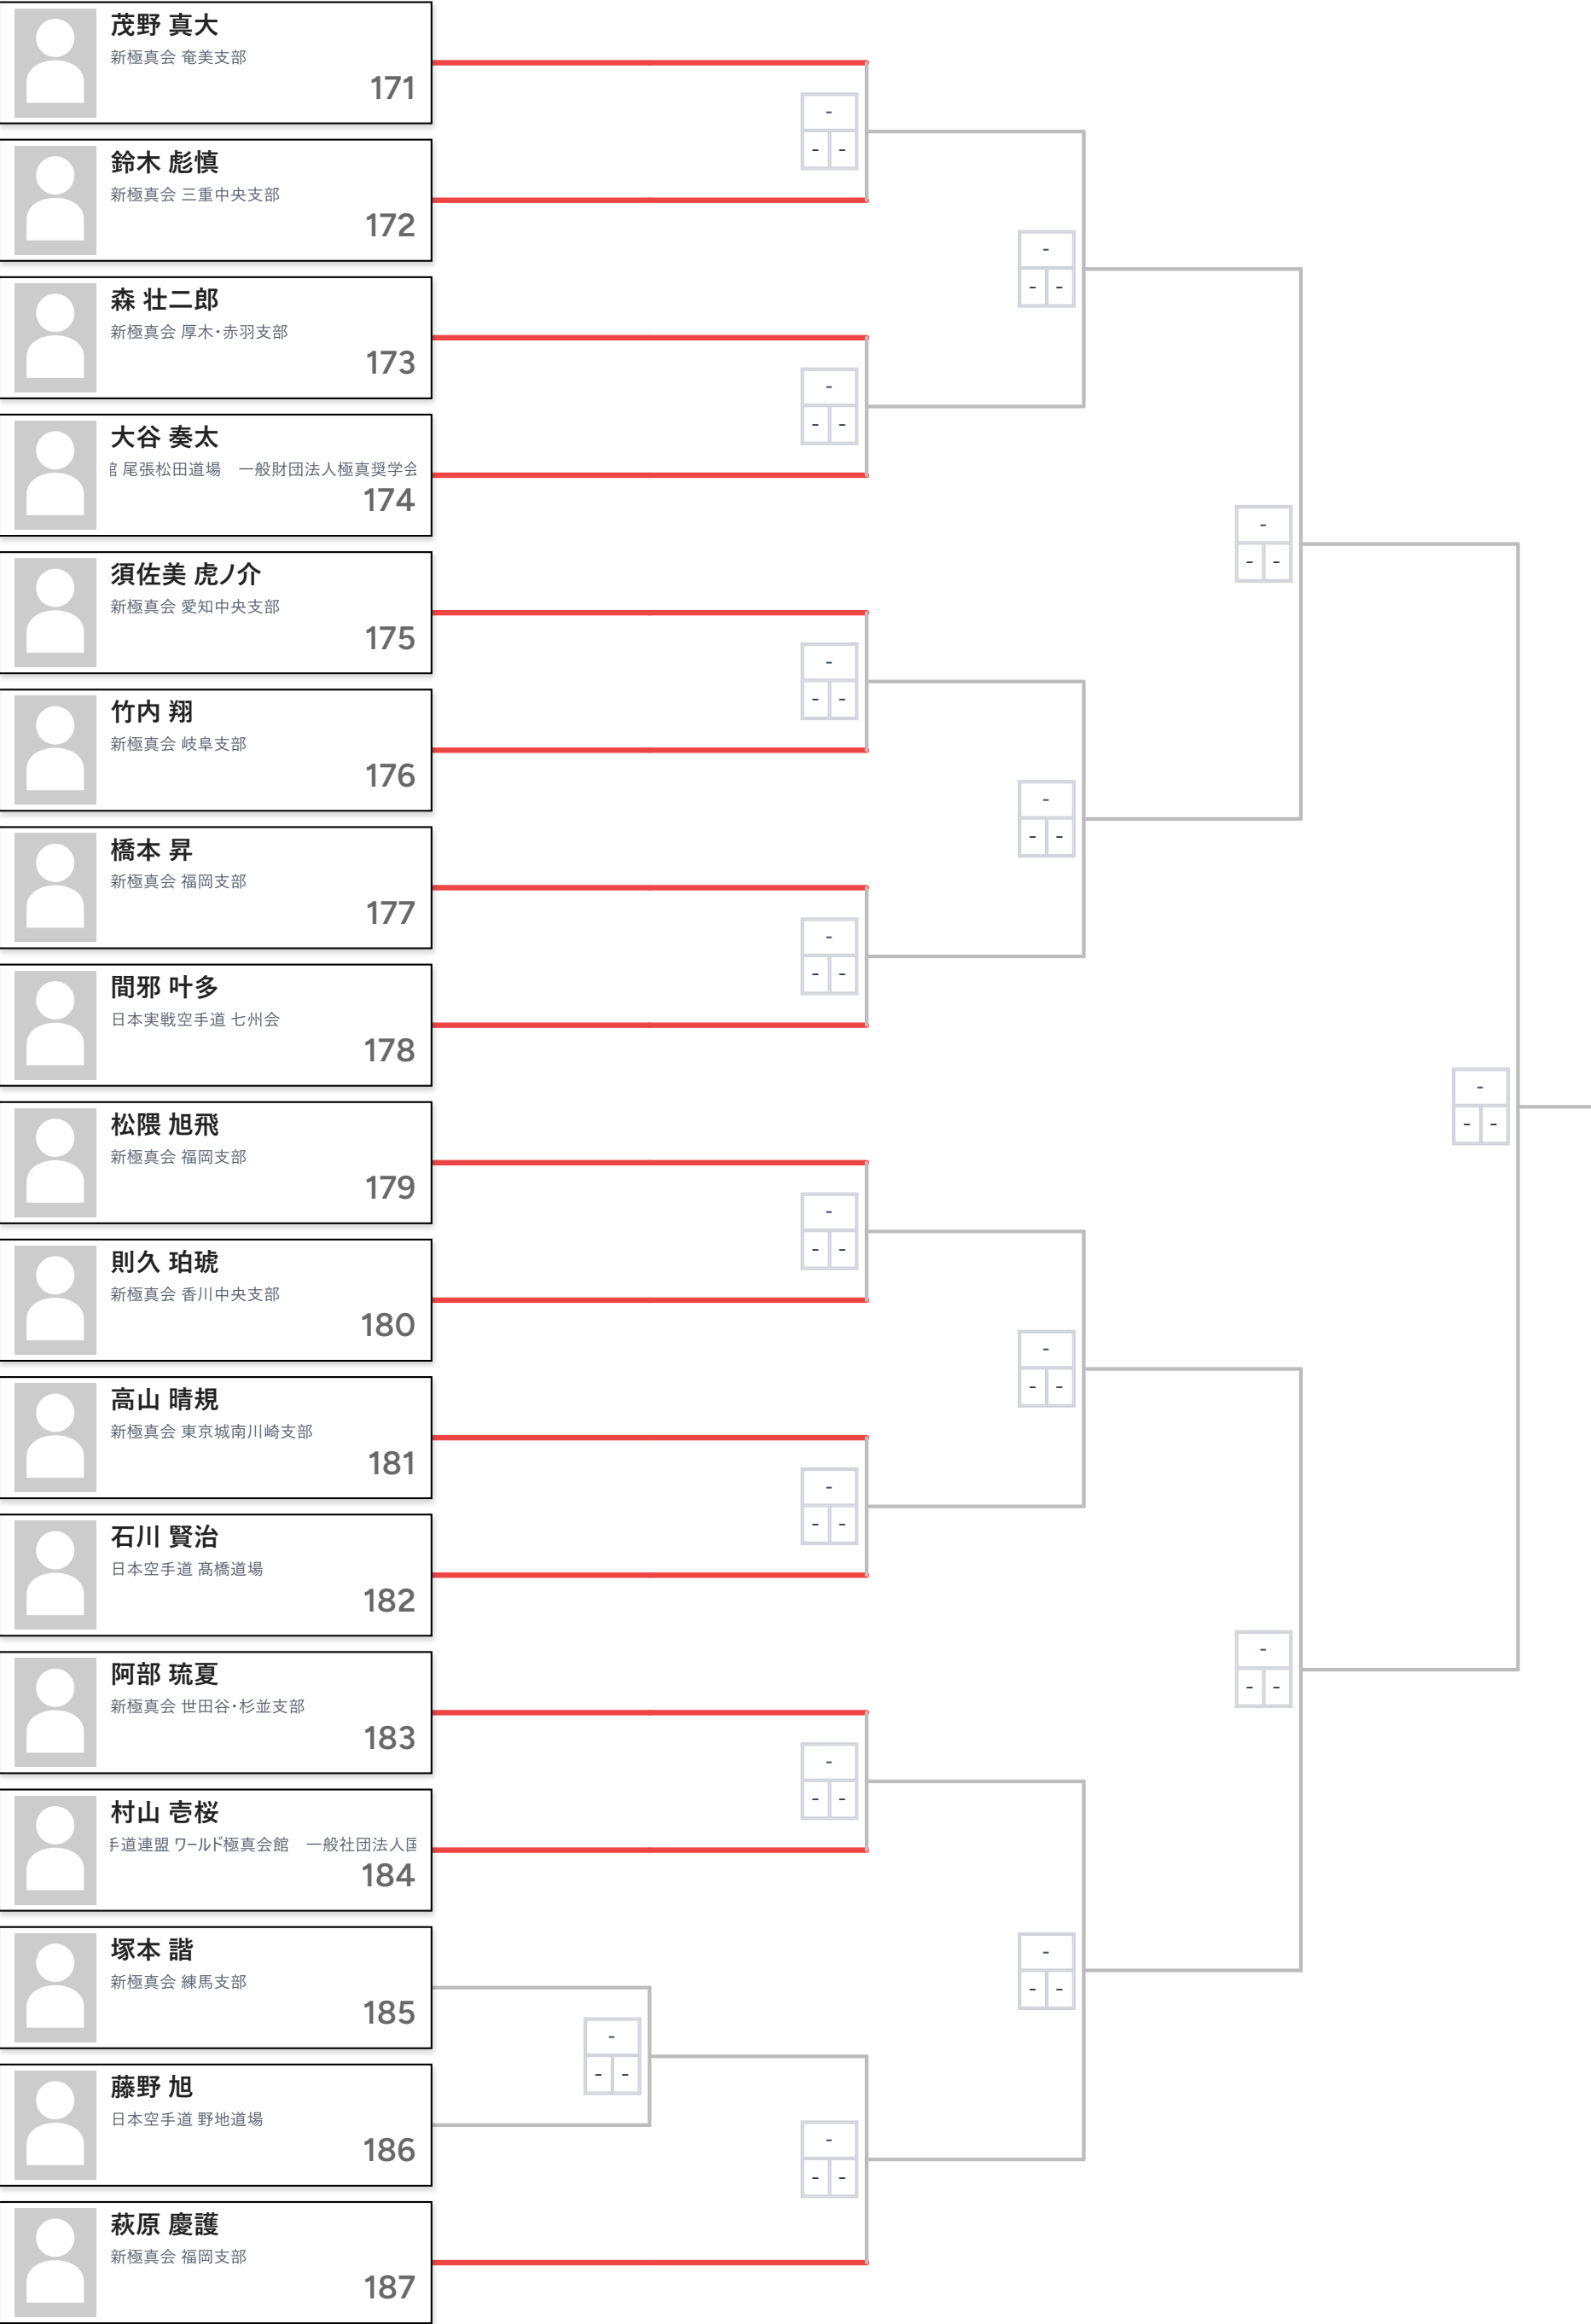 茂野 真大
新極真会 奄美支部
171
鈴木 彪慎
新極真会 三重中央支部
172
森 壮二郎
新極真会 厚木・赤羽支部
173
大谷 奏太
尾張松田道場　一般財団法人極真奨学会
174
須佐美 虎ノ介
新極真会 愛知中央支部
175
竹内 翔
新極真会 岐阜支部
176
橋本 昇
新極真会 福岡支部
177
間邪 叶多
日本実戦空手道 七州会
178
松隈 旭飛
新極真会 福岡支部
179
則久 珀琥
新極真会 香川中央支部
180
高山 晴規
新極真会 東京城南川崎支部
181
石川 賢治
日本空手道 髙橋道場
182
阿部 琉夏
新極真会 世田谷・杉並支部
183
村山 壱桜
手道連盟 ワールド極真会館　一般社団法人国
184
塚本 諧
新極真会 練馬支部
185
藤野 旭
日本空手道 野地道場
186
萩原 慶護
新極真会 福岡支部
187